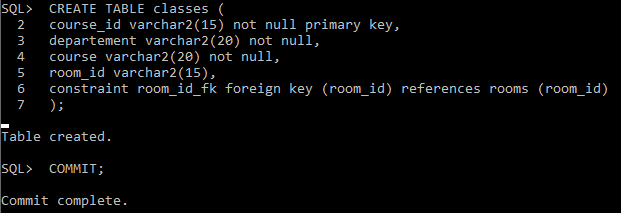 SQL>  CREATE TABLE classes (
  2  course_id varchar2(15) not null primary key,
  3  departement varchar2(20) not null,
  4  course varchar2(20) not null,
  5  room_id varchar2(15),
  6  constraint room_id_fk foreign key (room_id) references rooms (room_id)
  7  );
Table created.
SQL>  COMMIT;
Commit complete.